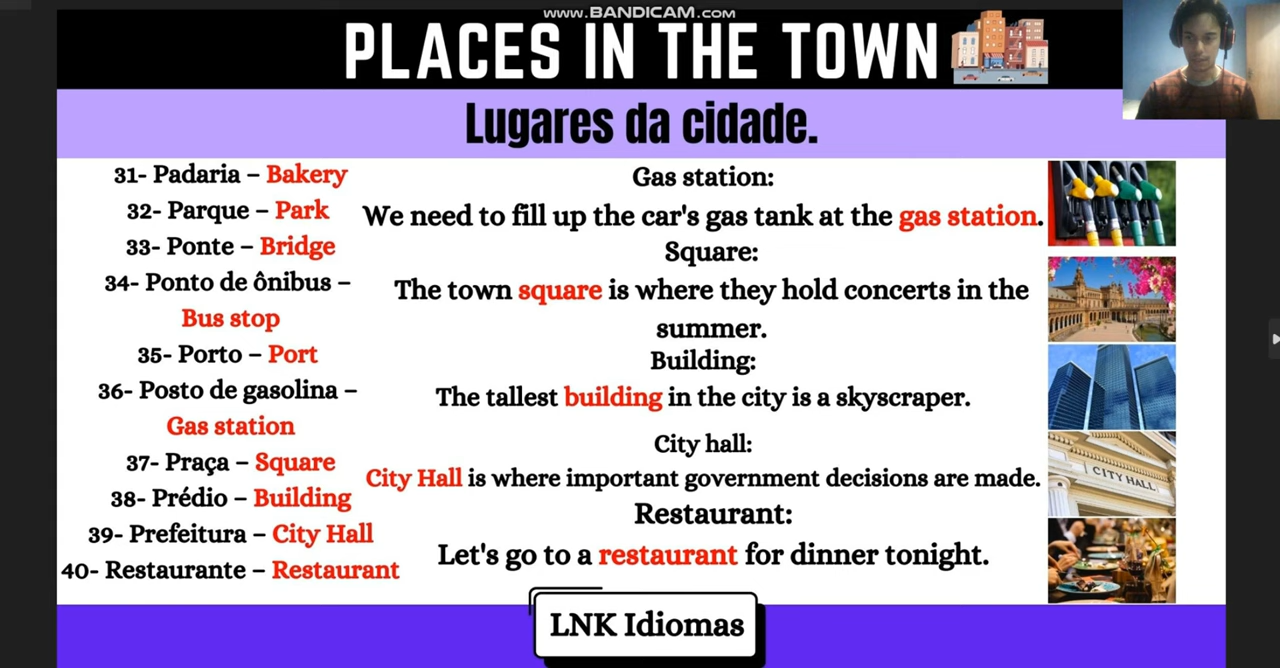 www.BANDICAM.com
PLACES IN THE TOWN
Lugares da cidade.
31- Padaria – Bakery
32- Parque – Park
33- Ponte – Bridge
34- Ponto de ônibus –
Bus stop
35- Porto – Port
36- Posto de gasolina –
Gas station
37- Praça – Square
38- Prédio – Building
39- Prefeitura – City Hall
40- Restaurante – Restaurant
Gas station:
We need to fill up the car's gas tank at the gas station.
Square:
The town square is where they hold concerts in the
summer.
Building:
The tallest building in the city is a skyscraper.
City hall:
City Hall is where important government decisions are made.
Restaurant:
Let's go to a restaurant for dinner tonight.
CITY HALL
LNK Idiomas